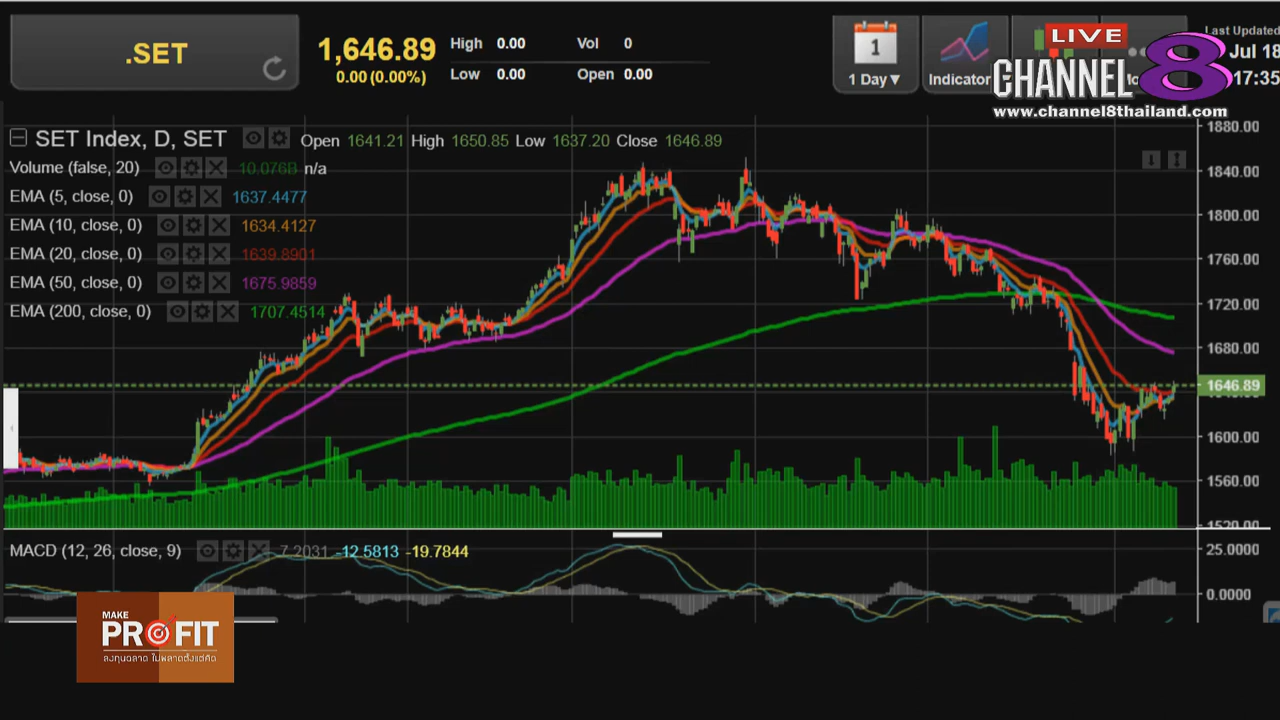 .SET
1,646.89
0.00 (0.00%)
High 0.00 Vol 0
Low 0.00 Open 0.00
1
1 Day▼
Indicator
LIVE
CHANNEL 8
www.channel8thailand.com
Last Updated
Jul 18
17:35
SET Index, D, SET Open 1641.21 High 1650.85 Low 1637.20 Close 1646.89
Volume (false, 20) 10.076B n/a
EMA (5, close, 0) 1637.4477
EMA (10, close, 0) 1634.4127
EMA (20, close, 0) 1639.8901
EMA (50, close, 0) 1675.9859
EMA (200, close, 0) 1707.4514
1880.00
1840.00
1800.00
1760.00
1720.00
1680.00
1646.89
1600.00
1560.00
1520.00
MACD (12, 26, close, 9) 7.2031 -12.5813 -19.7844
25.0000
0.0000
MAKE
PROFIT
ลงทุนฉลาด ไม่พลาดตั้งแต่คิด